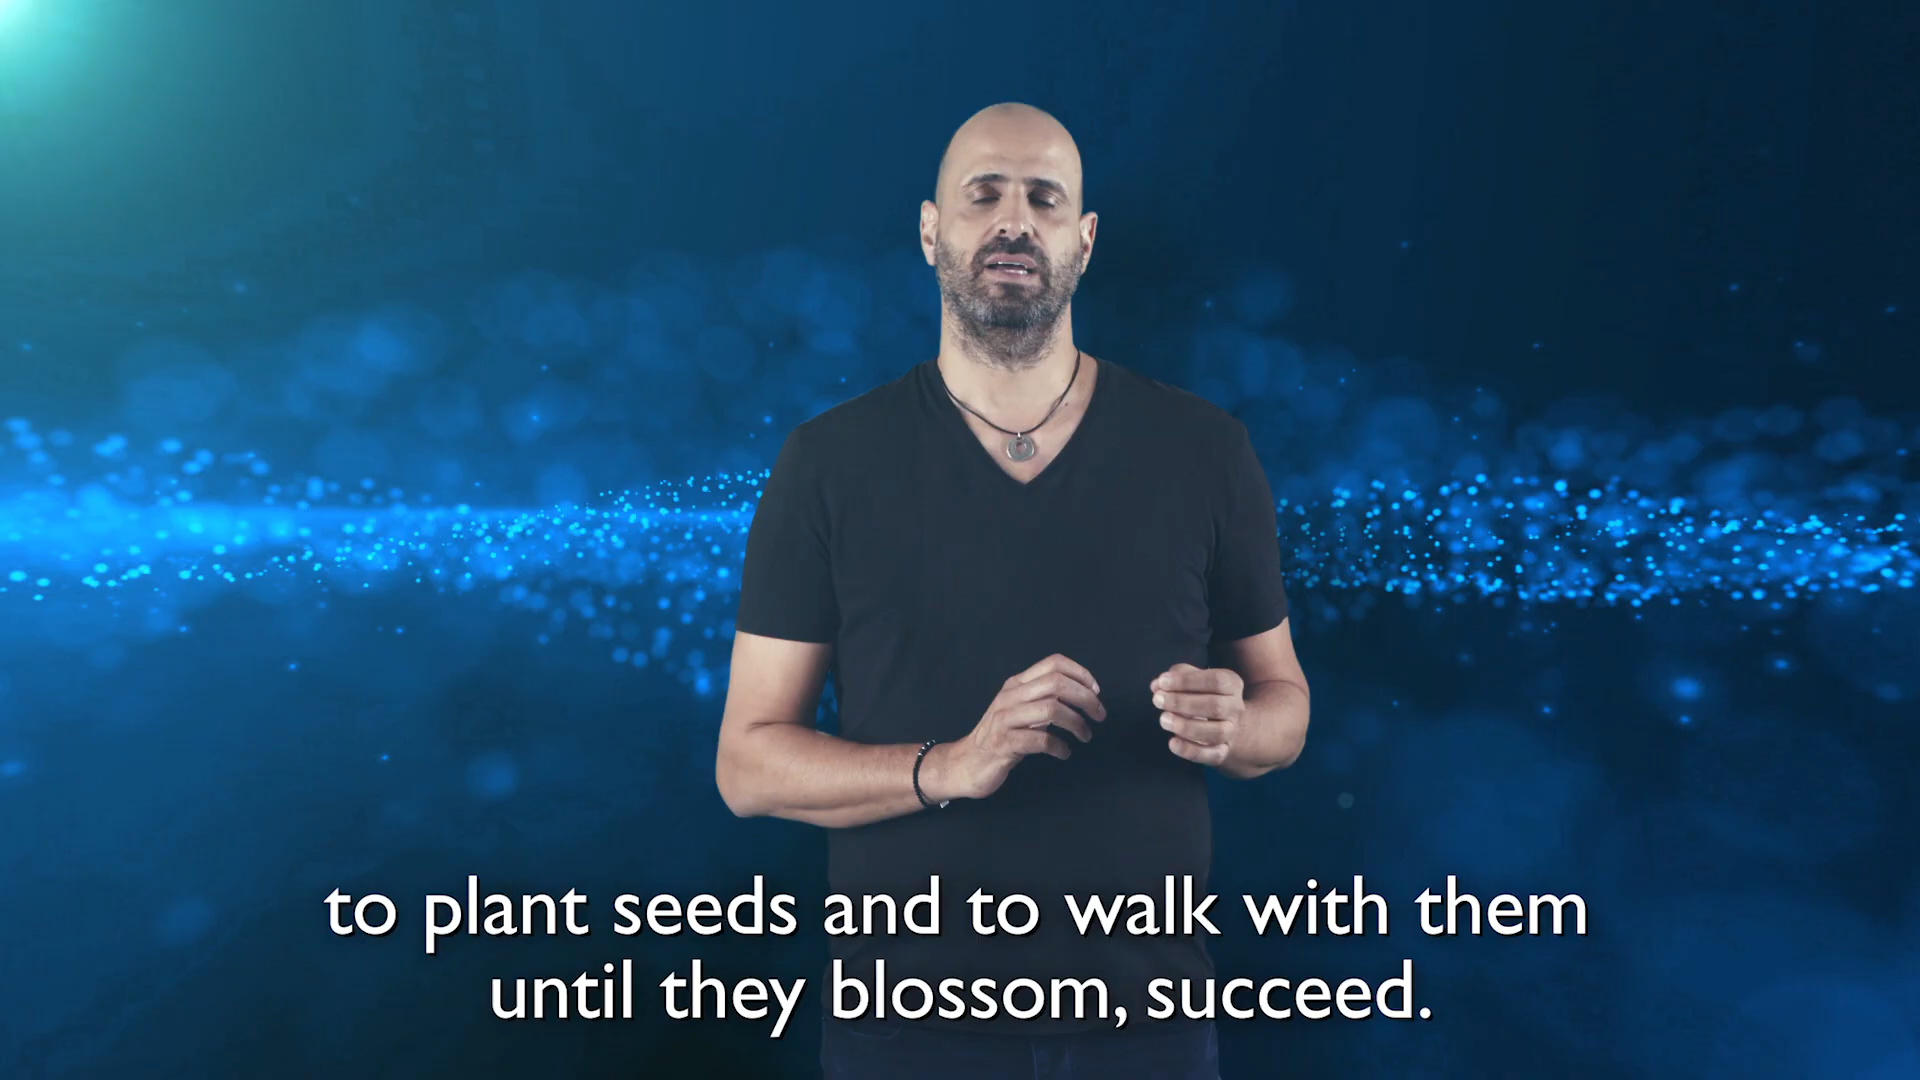 to plant seeds and to walk with them
until they blossom, succeed.